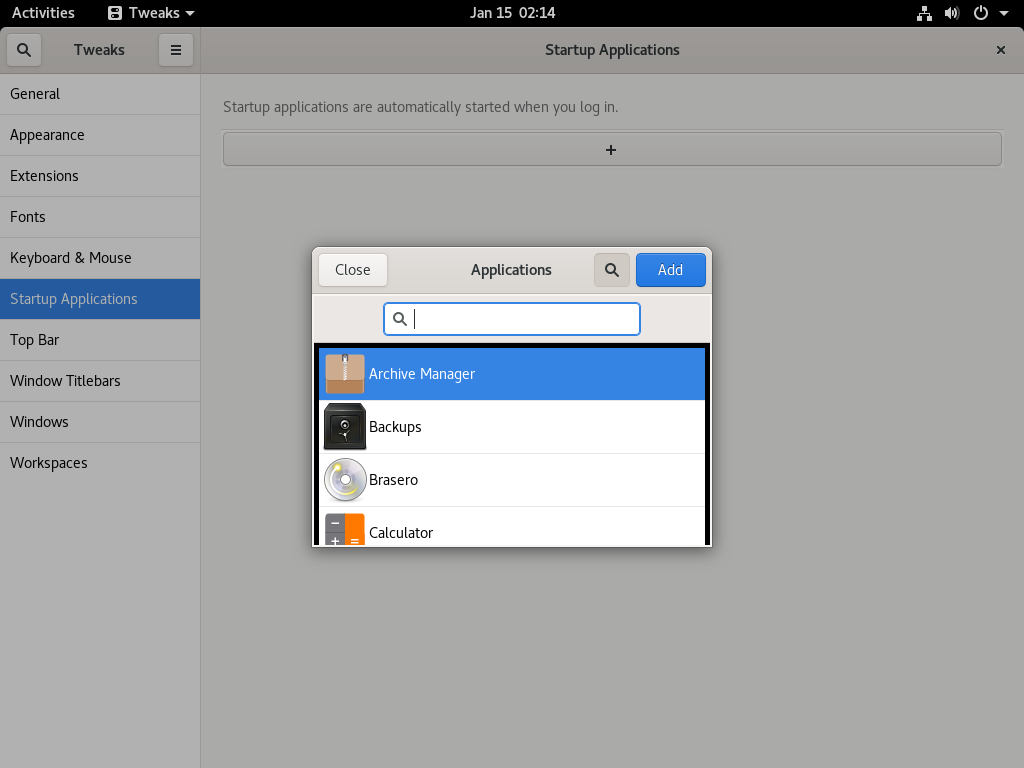 Activities Tweaks Jan 15 02:14
Tweaks Startup Applications
General
Appearance
Extensions
Fonts
Keyboard & Mouse
Startup Applications
Top Bar
Window Titlebars
Windows
Workspaces
Startup applications are automatically started when you log in.
Close Applications Add
Archive Manager
Backups
Brasero
Calculator